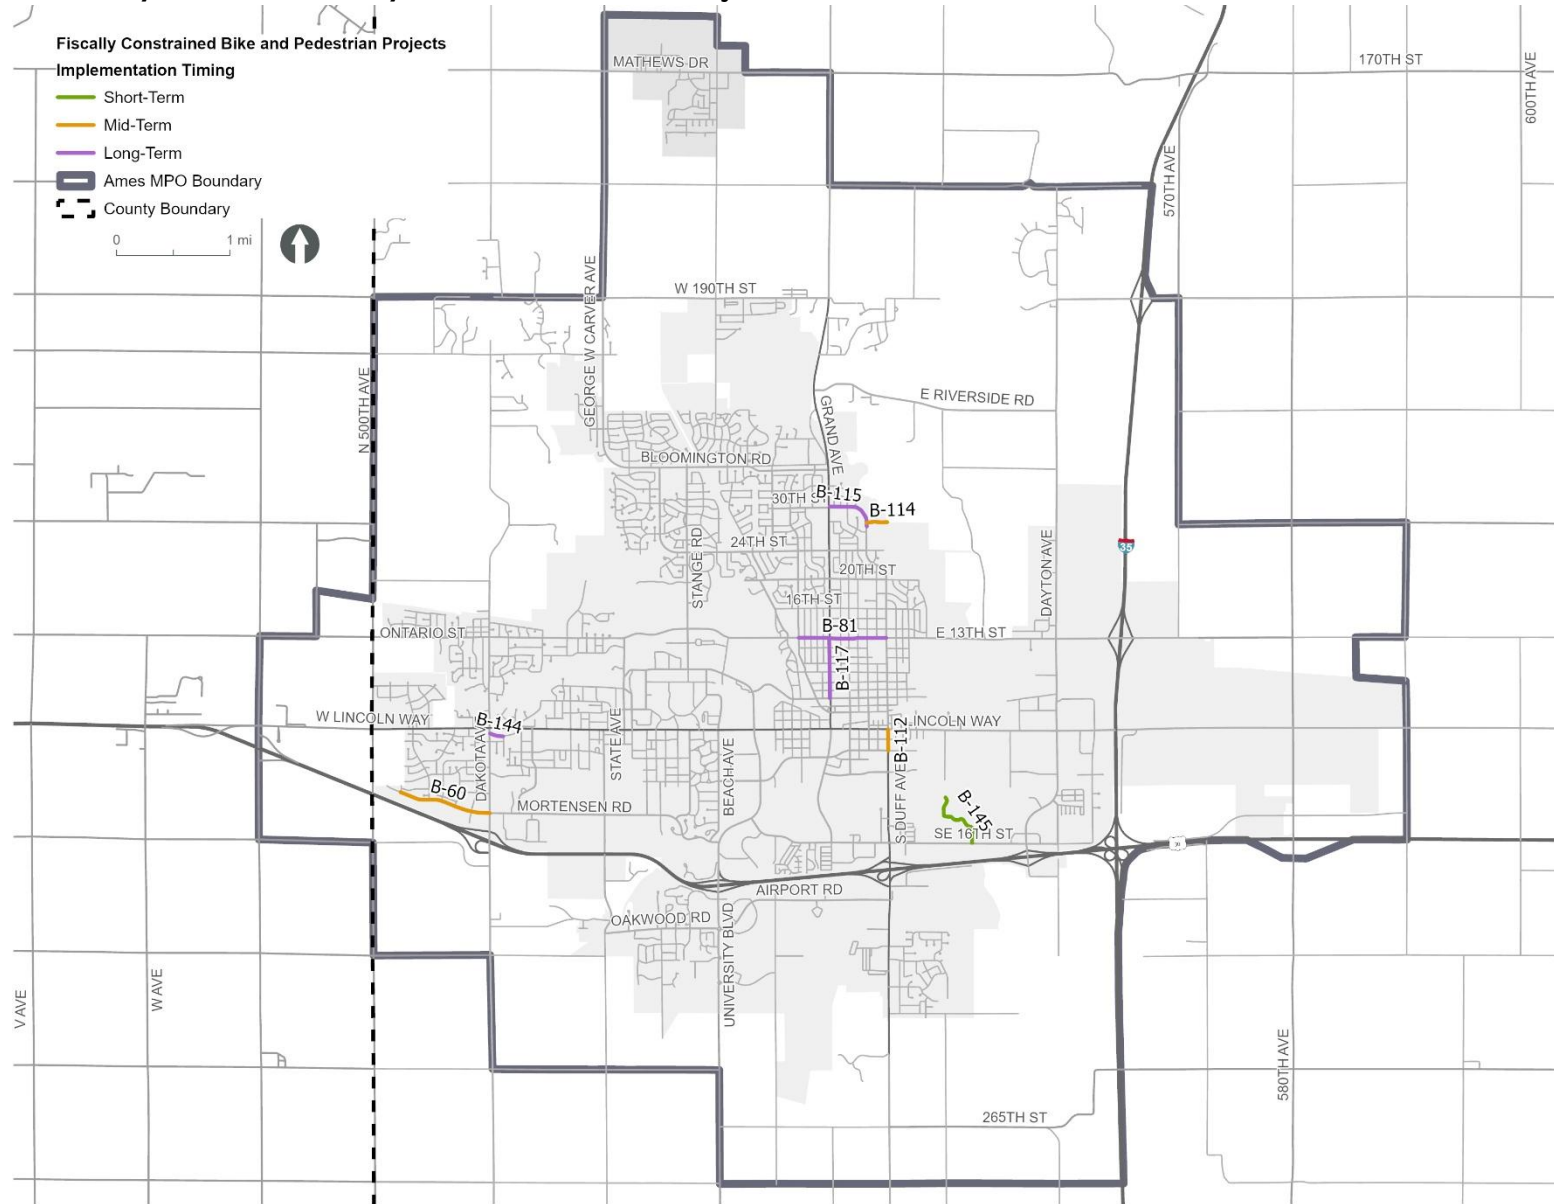 Fiscally Constrained Bike and Pedestrian Projects
Implementation Timing
Short-Term
Mid-Term
Long-Term
Ames MPO Boundary
County Boundary
0 1 mi
MATHEWS DR
170TH ST
600TH AVE
570TH AVE
W 190TH ST
GEORGE W CARVER AVE
N 500TH AVE
E RIVERSIDE RD
GRAND AVE
BLOOMINGTON RD
30TH ST
B-115
B-114
24TH ST
STANGE RD
20TH ST
DAYTON AVE
35
16TH ST
ONTARIO ST
B-81
E 13TH ST
B-117
W LINCOLN WAY
B-144
LINCOLN WAY
B-112
DAKOTA AVE
STATE AVE
BEACH AVE
S DUFF AVE
B-60
MORTENSEN RD
B-145
SE 16TH ST
AIRPORT RD
OAKWOOD RD
UNIVERSITY BLVD
V AVE
W AVE
580TH AVE
265TH ST